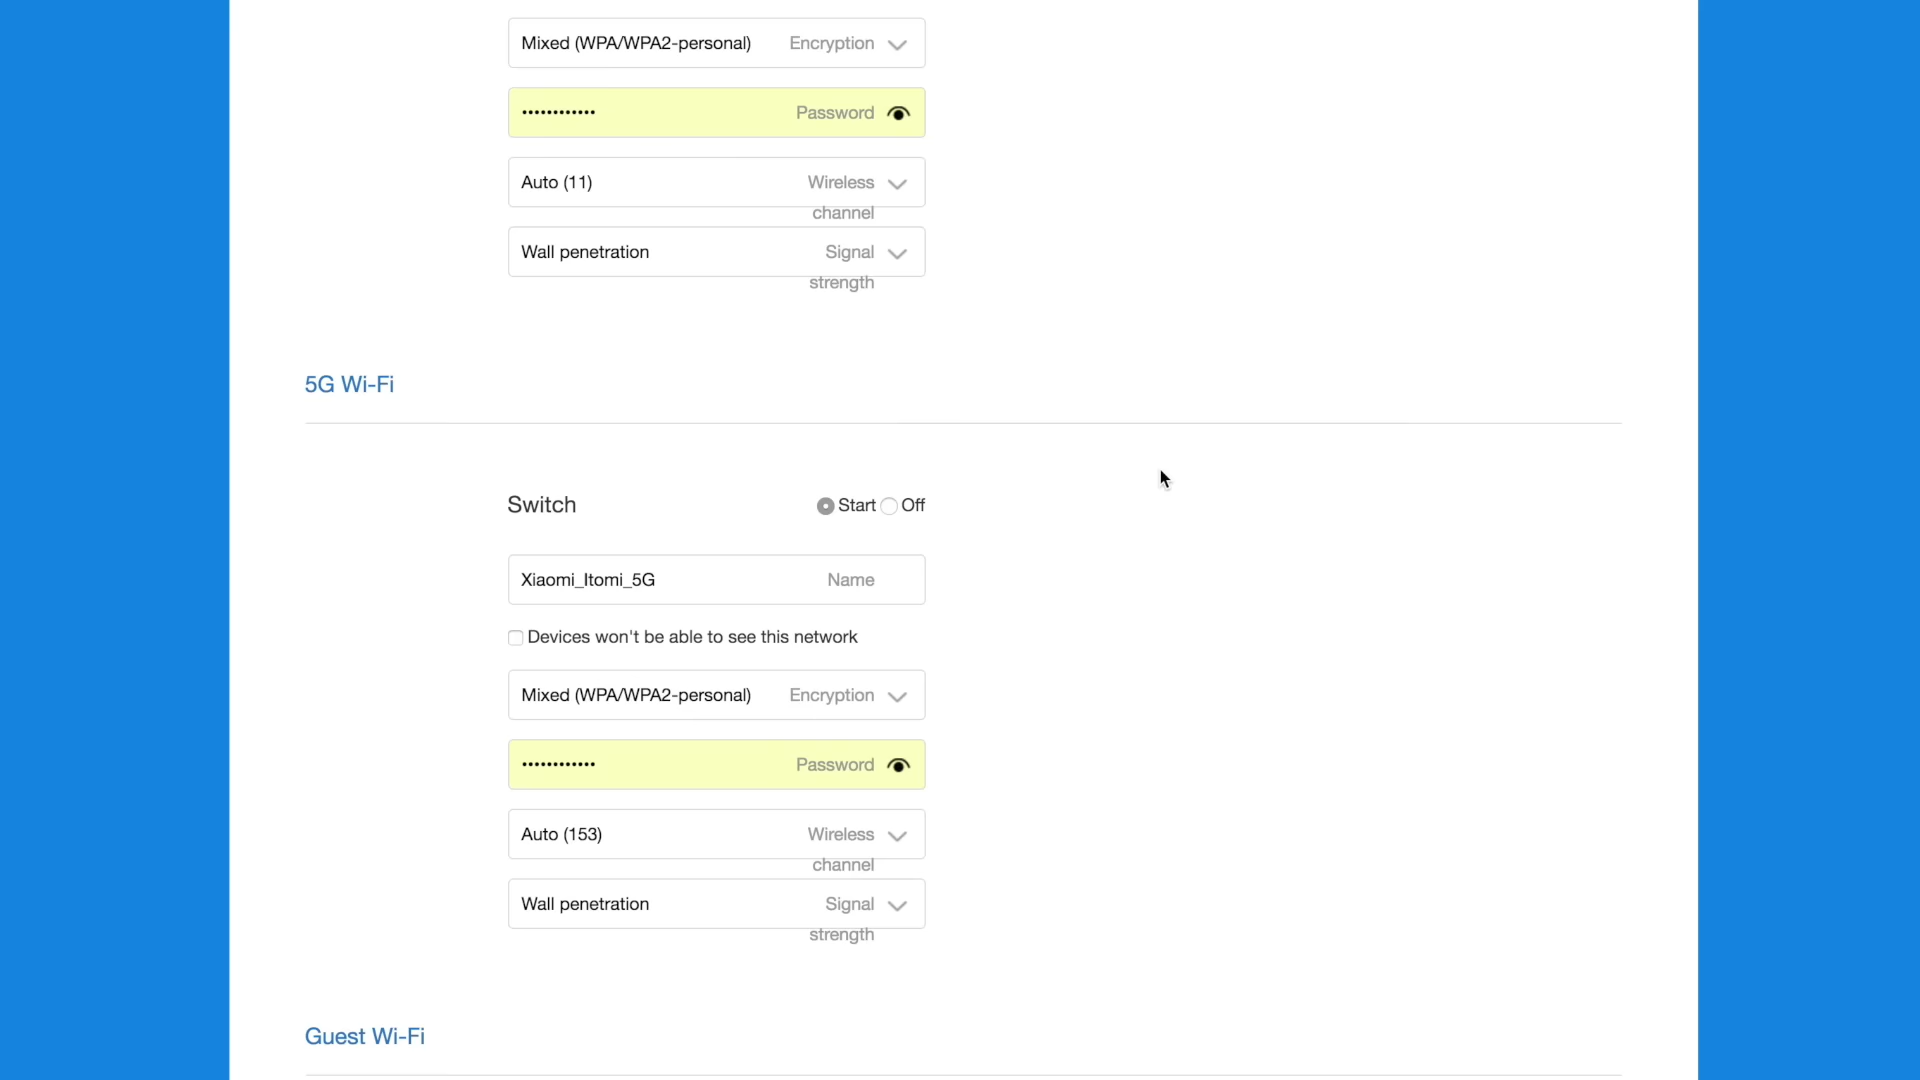 Mixed (WPA/WPA2-personal) Encryption
•••••••••••• Password
Auto (11) Wireless
channel
Wall penetration Signal
strength
5G Wi-Fi
Switch Start Off
Xiaomi_Itomi_5G Name
Devices won't be able to see this network
Mixed (WPA/WPA2-personal) Encryption
•••••••••••• Password
Auto (153) Wireless
channel
Wall penetration Signal
strength
Guest Wi-Fi